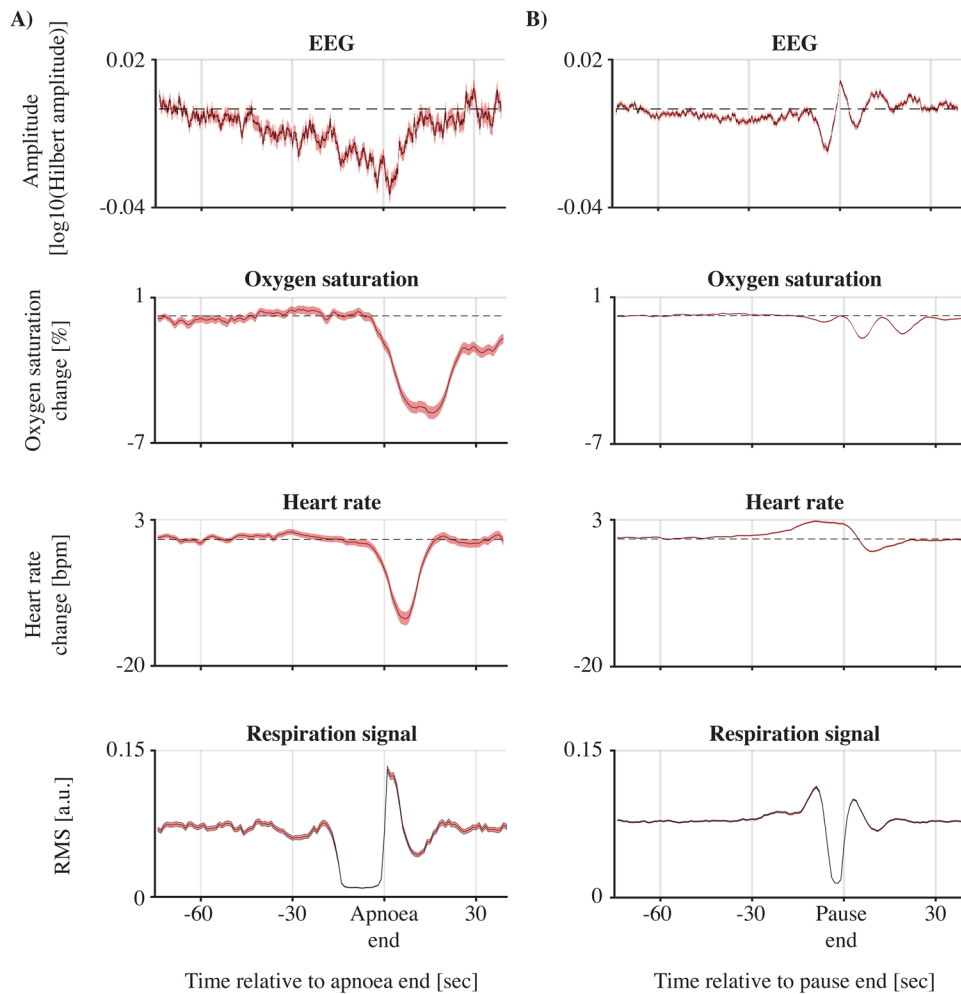 A)
B)
EEG
EEG
0.02
0.02
-0.04
-0.04
Amplitude
[log10(Hilbert amplitude)]
Oxygen saturation
Oxygen saturation
1
1
-7
-7
Oxygen saturation
change [%]
Heart rate
Heart rate
3
3
-20
-20
Heart rate
change [bpm]
Respiration signal
Respiration signal
0.15
0.15
0
0
RMS [a.u.]
-60
-30
Apnoea
end
30
-60
-30
Pause
end
30
Time relative to apnoea end [sec]
Time relative to pause end [sec]